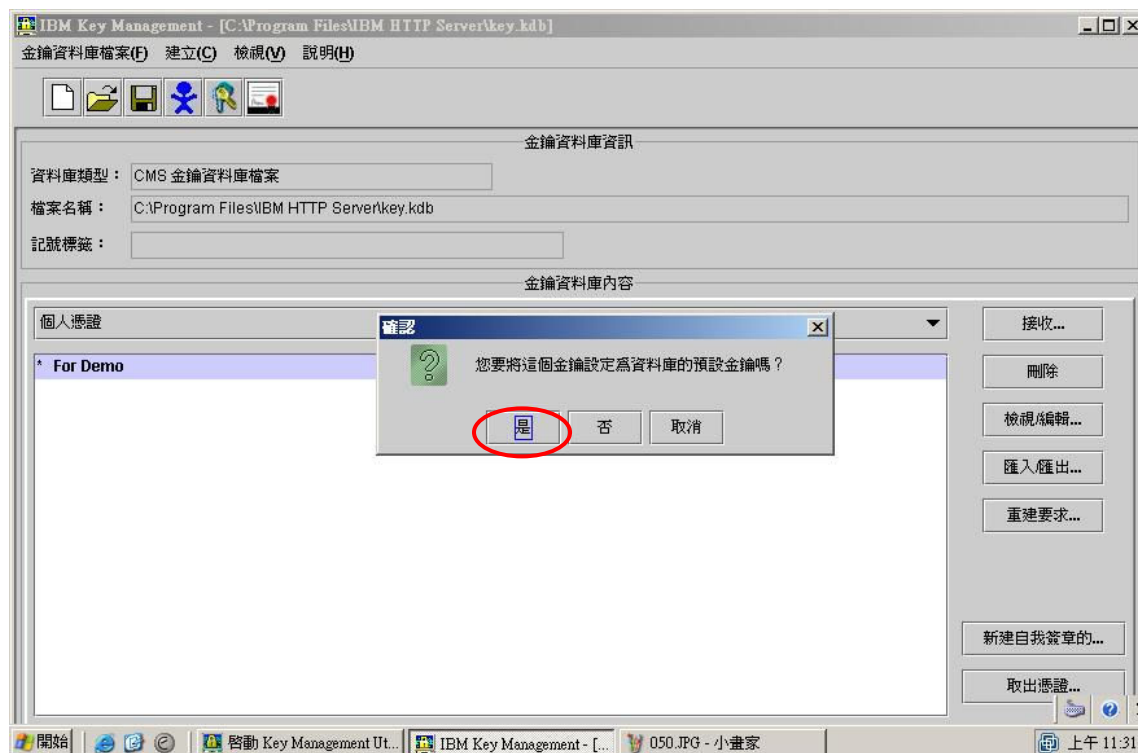 IBM Key Management - [C:\Program Files\IBM HTTP Server\key.kdb]
金鑰資料庫檔案(F) 建立(C) 檢視(V) 說明(H)
金鑰資料庫資訊
資料庫類型： CMS 金鑰資料庫檔案
檔案名稱： C:\Program Files\IBM HTTP Server\key.kdb
記號標籤：
金鑰資料庫內容
個人憑證
* For Demo
確認
您要將這個金鑰設定為資料庫的預設金鑰嗎？
是 否 取消
接收...
刪除
檢視/編輯...
匯入/匯出...
重建要求...
新建自我簽章的...
取出憑證...
開始 啓動 Key Management Ut... IBM Key Management - [... 050.JPG - 小畫家 上午 11:31